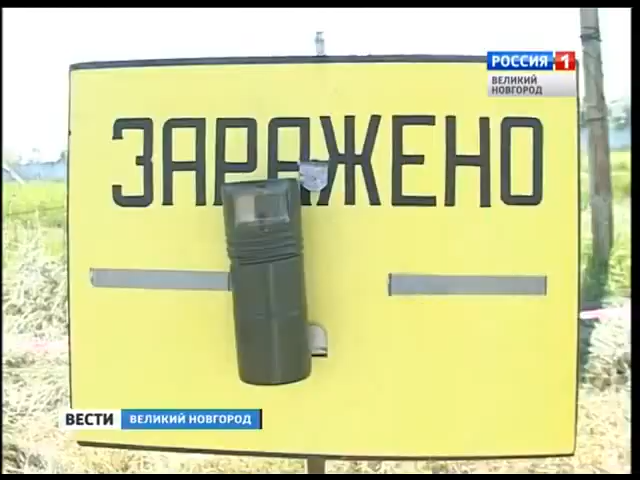 РОССИЯ 1
ВЕЛИКИЙ
НОВГОРОД
ЗАРАЖЕНО
ВЕСТИ ВЕЛИКИЙ НОВГОРОД